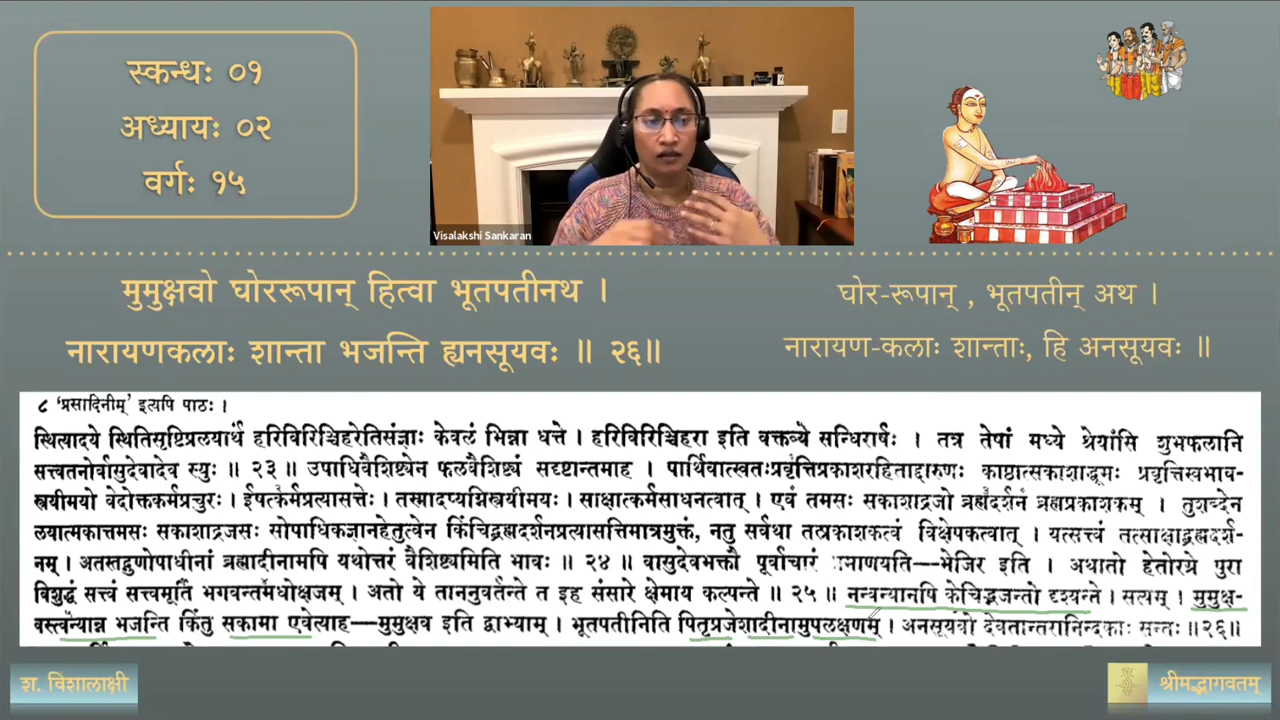 स्कन्धः ०१
अध्यायः ०२
वर्गः १५
Visalakshi Sankaran
मुमुक्षवो घोररूपान् हित्वा भूतपतीनथ ।
नारायणकलाः शान्ता भजन्ति ह्यनसूयवः ॥ २६॥
घोर-रूपान् , भूतपतीन् अथ ।
नारायण-कलाः शान्ताः, हि अनसूयवः ॥
८ 'प्रसादिनीम्' इत्यपि पाठः ।
स्थित्यादये स्थितिसृष्टिप्रलयार्थं हरिविरिञ्चिहरेतिसंज्ञाः केवलं भिन्ना धत्ते । हरिविरिञ्चिहरा इति वक्तव्ये सन्धिरार्षः । तत्र तेषां मध्ये श्रेयांसि शुभफलानि
सत्त्वतनोर्वासुदेवादेव स्युः ॥ २३ ॥ उपाधिवैशिष्ट्येन फलवैशिष्ट्यं सदृष्टान्तमाह । पार्थिवात्स्वतःप्रवृत्तिप्रकाशरहिताद्दारुणः काष्ठात्सकाशाद्धूमः प्रवृत्तिस्वभाव-
स्त्रयीमयो वेदोक्तकर्मप्रचुरः । ईषत्कर्मप्रत्यासत्तेः । तस्मादप्यग्निस्त्रयीमयः । साक्षात्कर्मसाधनत्वात् । एवं तमसः सकाशाद्रजो ब्रह्मदर्शनं ब्रह्मप्रकाशकम् । तुशब्देन
लयात्मकात्तमसः सकाशाद्रजसः सोपाधिकज्ञानहेतुत्वेन किंचिद्ब्रह्मदर्शनप्रत्यासत्तिमात्रमुक्तं, नतु सर्वथा तत्प्रकाशकत्वं विक्षेपकत्वात् । यत्सत्त्वं तत्साक्षाद्ब्रह्मदर्श-
नम् । अतस्तद्गुणोपाधीनां ब्रह्मादीनामपि यथोत्तरं वैशिष्ट्यमिति भावः ॥ २४ ॥ वासुदेवभक्तौ पूर्वाचारं प्रमाणयति—भेजिर इति । अथातो हेतोरग्रे पुरा
विशुद्धं सत्त्वं सत्त्वमूर्तिं भगवन्तमधोक्षजम् । अतो ये ताननुवर्तन्ते त इह संसारे क्षेमाय कल्पन्ते ॥ २५ ॥ नन्वन्यानपि केचिद्भजन्तो दृश्यन्ते । सत्यम् । मुमुक्ष-
वस्त्वन्यान्न भजन्ति किंतु सकामा एवेत्याह—मुमुक्षव इति द्वाभ्याम् । भूतपतीनिति पितृप्रजेशादीनामुपलक्षणम् । अनसूयवो देवतान्तरानिन्दकाः सन्तः ॥२६॥
श. विशालाक्षी
श्रीमद्भागवतम्